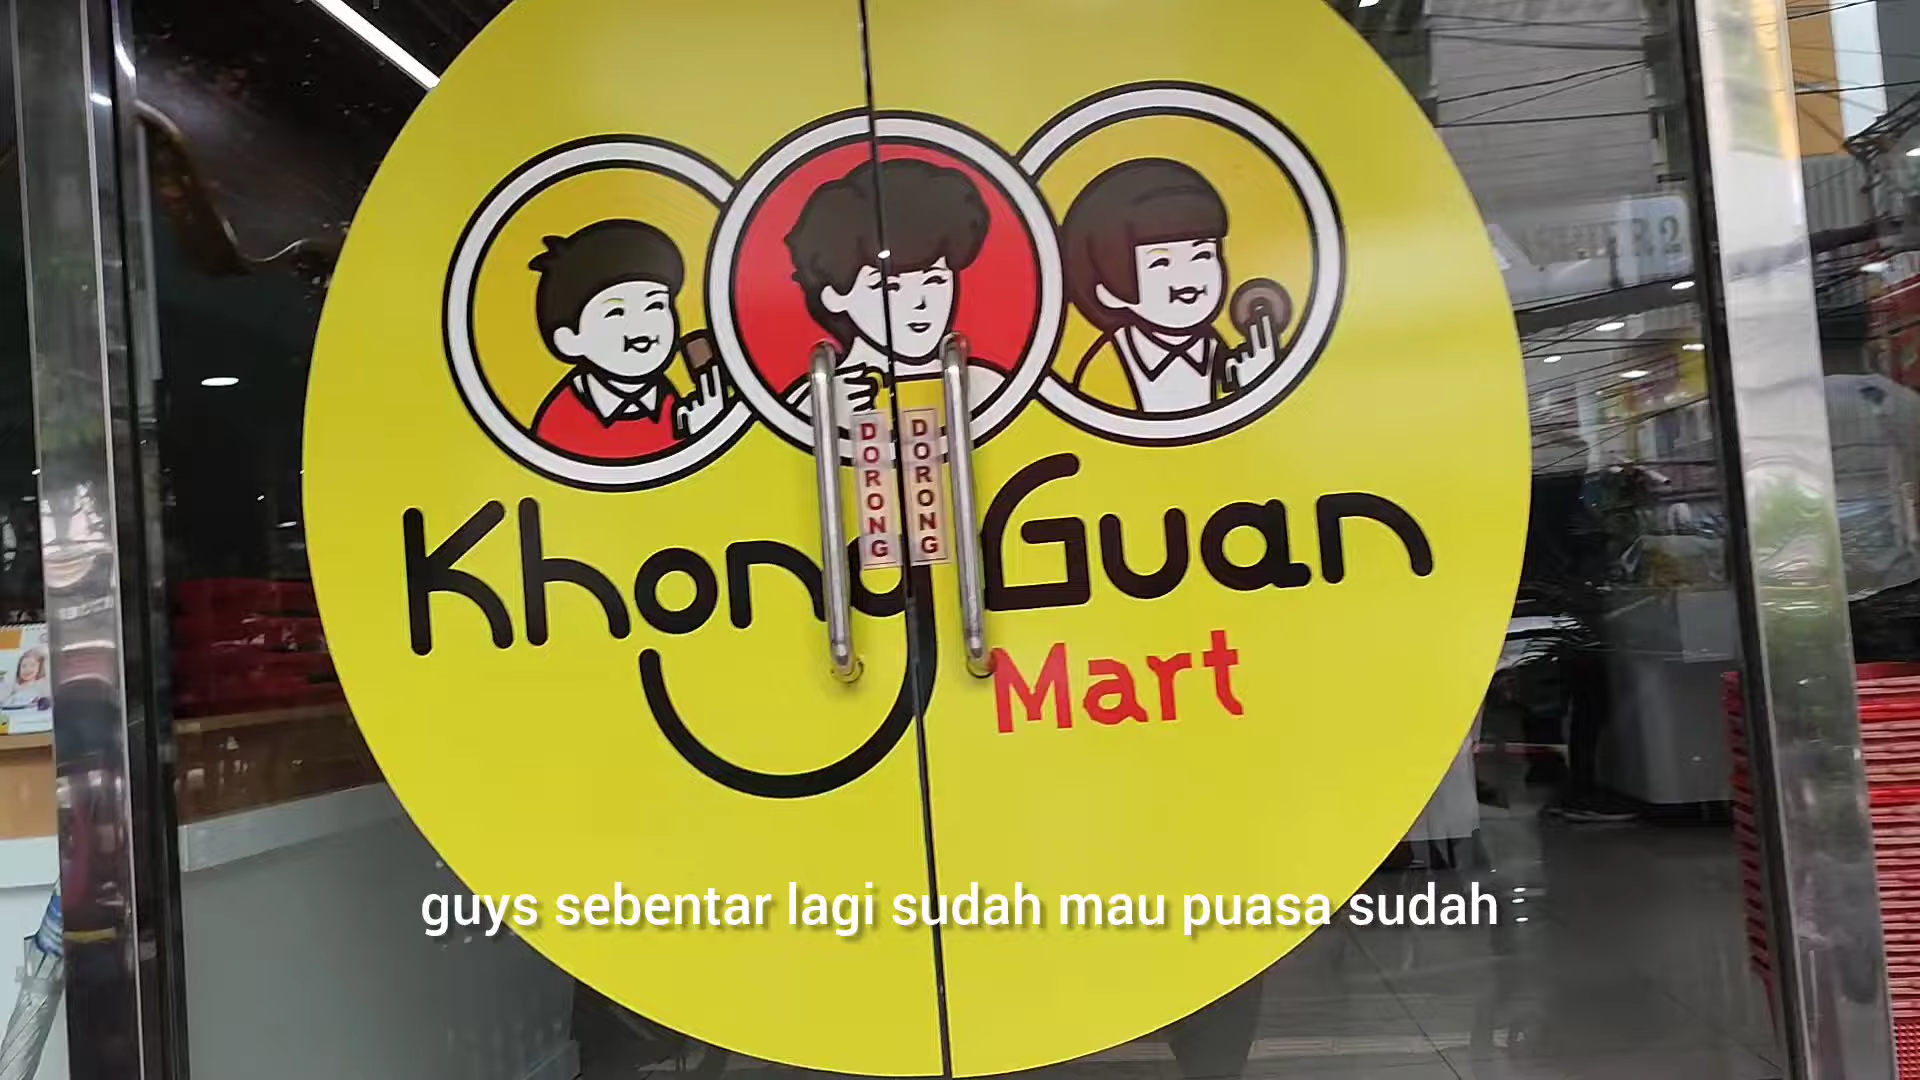 Khong Guan
Mart
DORONG
DORONG
guys sebentar lagi sudah mau puasa sudah